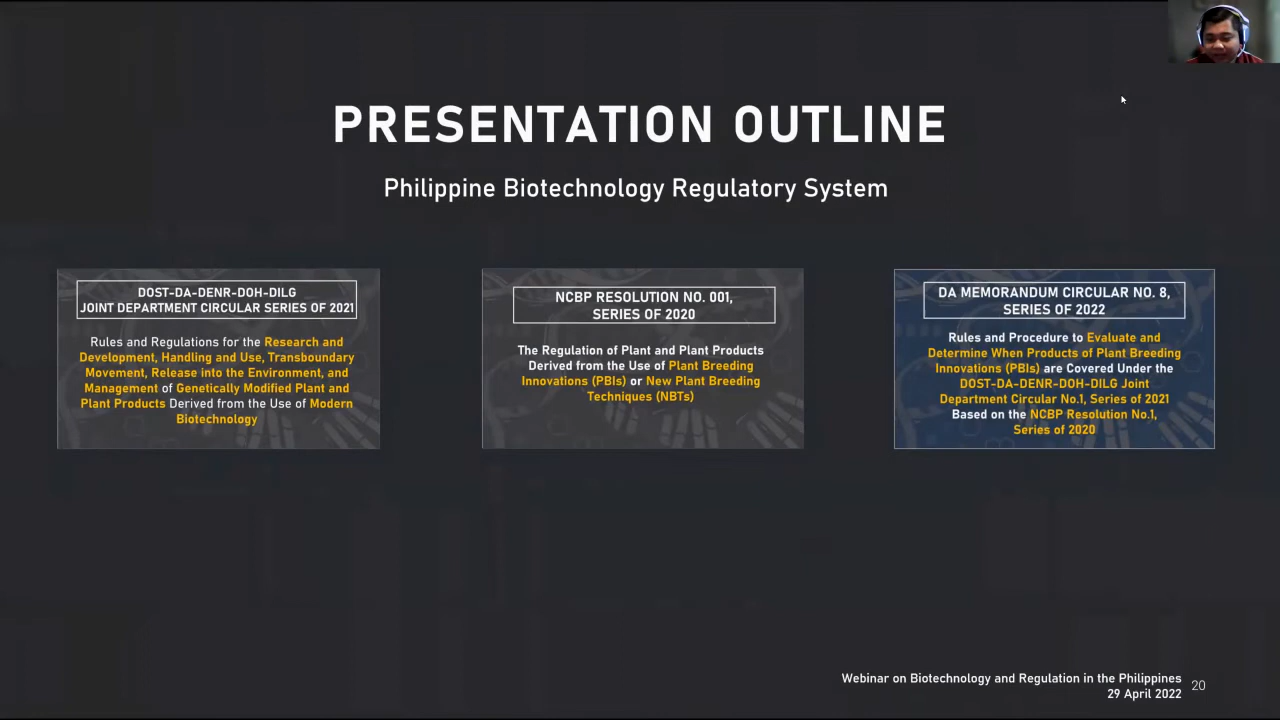 PRESENTATION OUTLINE
Philippine Biotechnology Regulatory System
DOST-DA-DENR-DOH-DILG
JOINT DEPARTMENT CIRCULAR SERIES OF 2021
Rules and Regulations for the Research and
Development, Handling and Use, Transboundary
Movement, Release into the Environment, and
Management of Genetically Modified Plant and
Plant Products Derived from the Use of Modern
Biotechnology
NCBP RESOLUTION NO. 001,
SERIES OF 2020
The Regulation of Plant and Plant Products
Derived from the Use of Plant Breeding
Innovations (PBIs) or New Plant Breeding
Techniques (NBTs)
DA MEMORANDUM CIRCULAR NO. 8,
SERIES OF 2022
Rules and Procedure to Evaluate and
Determine When Products of Plant Breeding
Innovations (PBIs) are Covered Under the
DOST-DA-DENR-DOH-DILG Joint
Department Circular No.1, Series of 2021
Based on the NCBP Resolution No.1,
Series of 2020
Webinar on Biotechnology and Regulation in the Philippines
29 April 2022
20